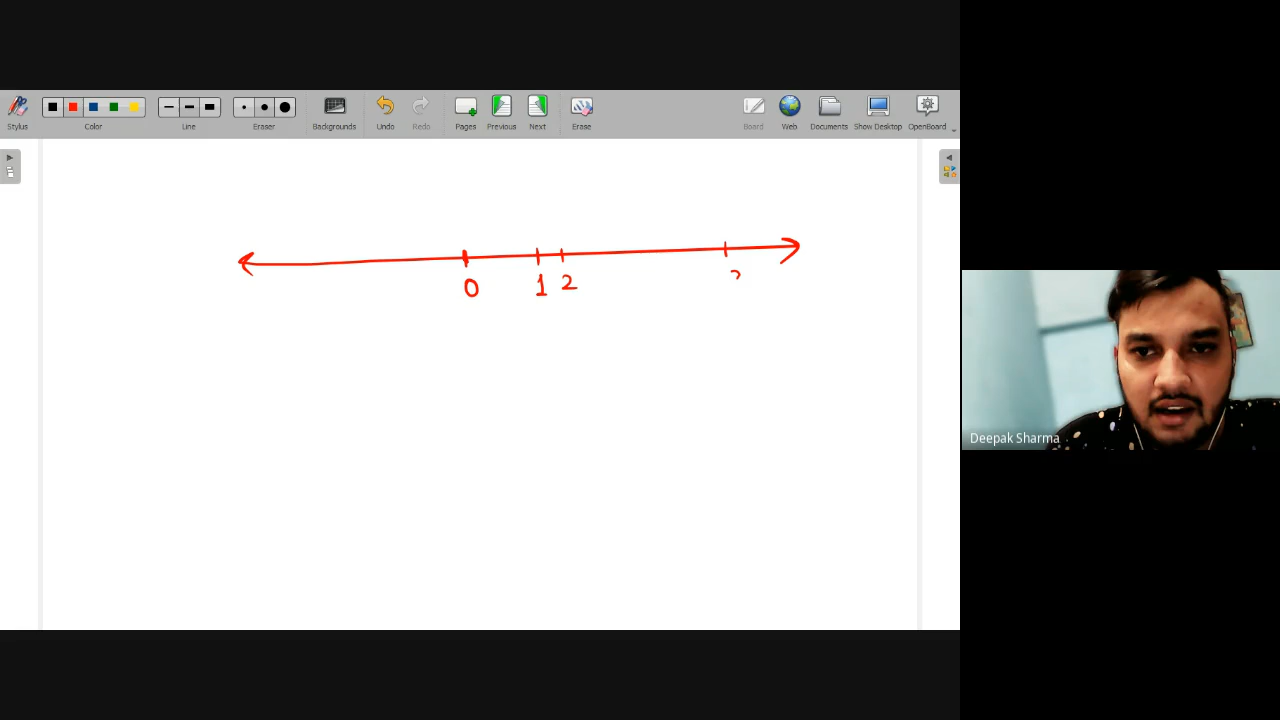 Stylus Color Line Eraser Backgrounds Undo Redo Pages Previous Next Erase Board Web Documents Show Desktop OpenBoard
0 1 2
Deepak Sharma